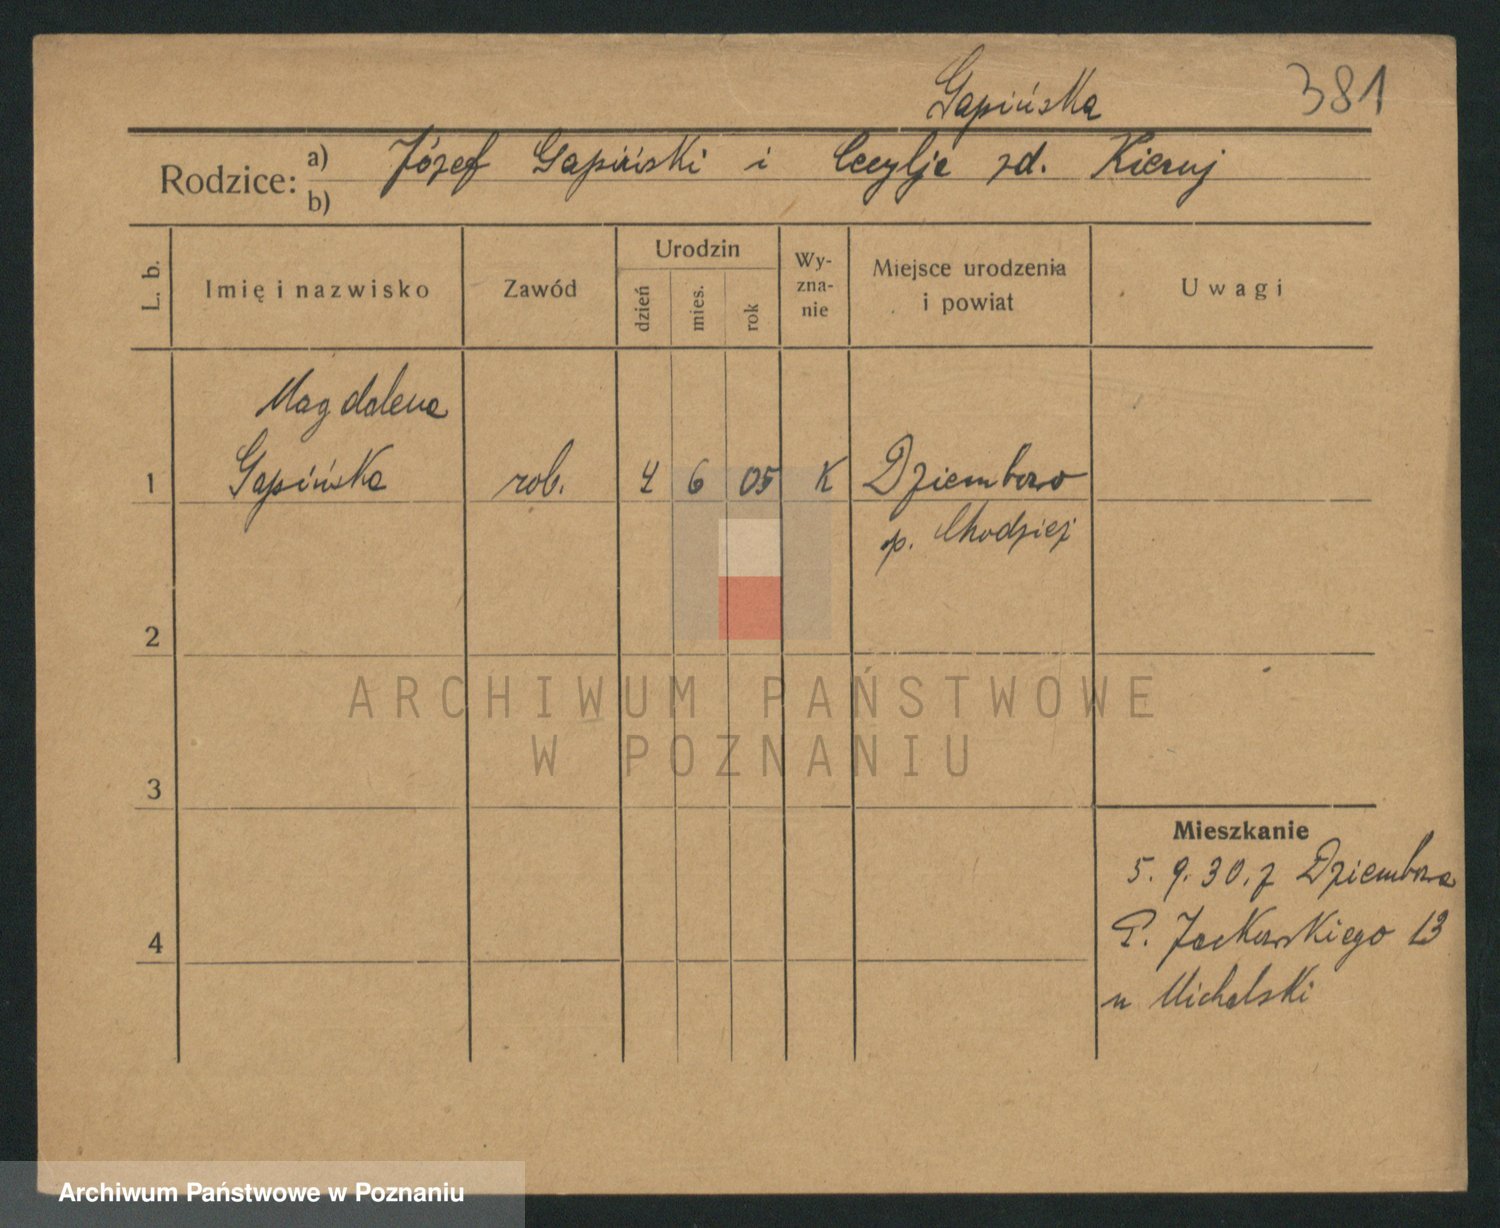 Gapińska
381
Rodzice:
a) Józef Gapiński i Cecylja zd. Kieruj
b)
L. b.
Imię i nazwisko
Zawód
Urodzin
dzień
mies.
rok
Wy-
zna-
nie
Miejsce urodzenia
i powiat
Uwagi
Magdalena
1 Gapińska rob. 4 6 05 K Dziembowo
p. Chodzież
2
3
4
Mieszkanie
5. 9. 30. z Dziembowa
P. Jackowskiego 13
u Michalski
ARCHIWUM PAŃSTWOWE
W POZNANIU
Archiwum Państwowe w Poznaniu